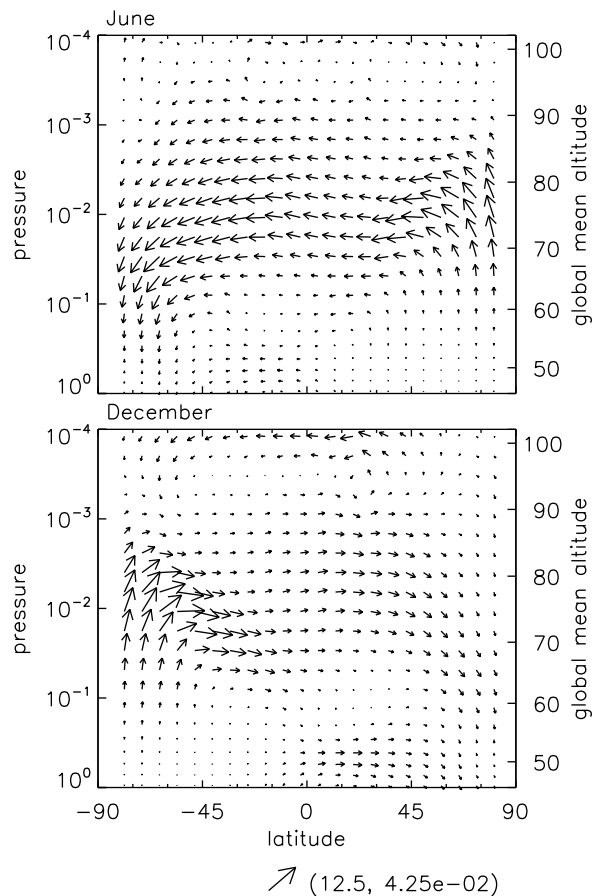 June
10⁻⁴
10⁻³
10⁻²
10⁻¹
10⁰
pressure
100
90
80
70
60
50
global mean altitude
December
10⁻⁴
10⁻³
10⁻²
10⁻¹
10⁰
pressure
100
90
80
70
60
50
global mean altitude
−90 −45 0 45 90
latitude
(12.5, 4.25e−02)